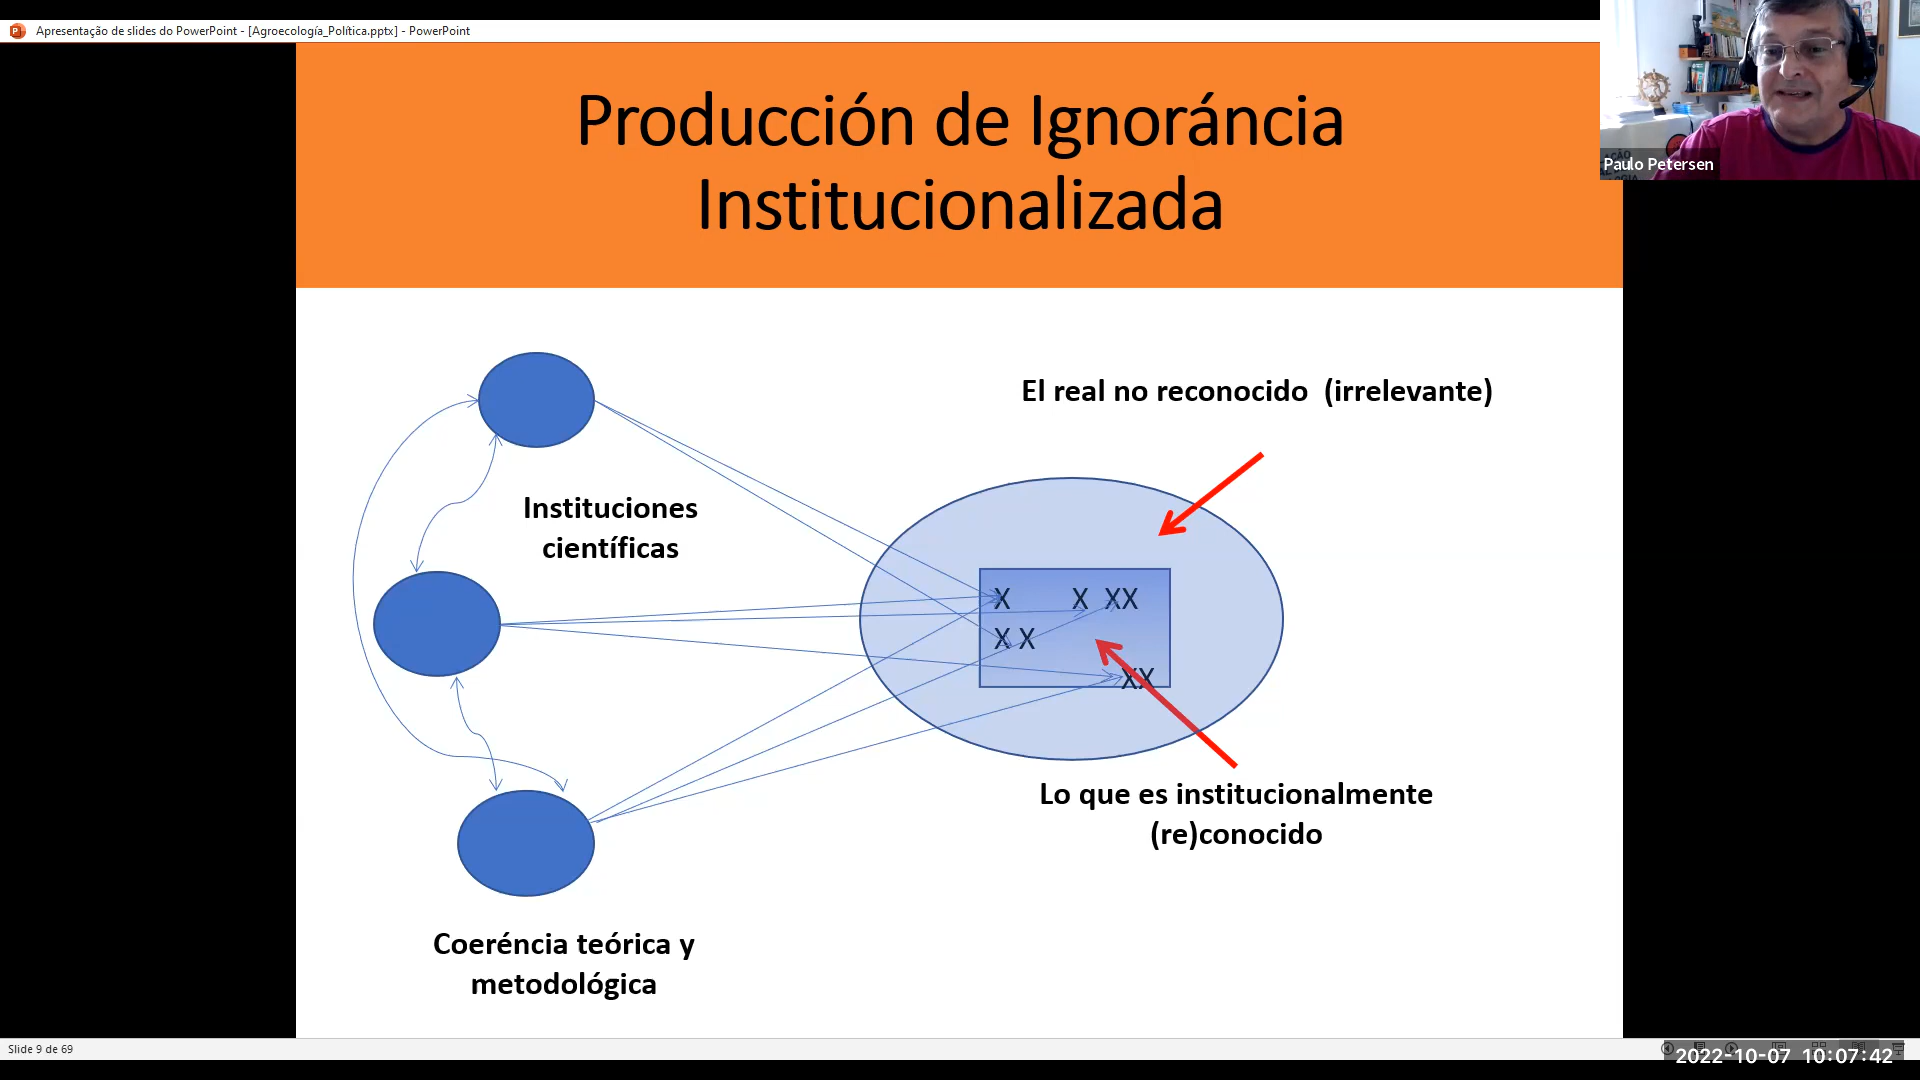 Apresentação de slides do PowerPoint - [Agroecología_Política.pptx] - PowerPoint
Producción de Ignoráncia
Institucionalizada
Paulo Petersen
El real no reconocido (irrelevante)
Instituciones
científicas
X X XX
X X
XX
Lo que es institucionalmente
(re)conocido
Coeréncia teórica y
metodológica
Slide 9 de 69
2022-10-07 10:07:42